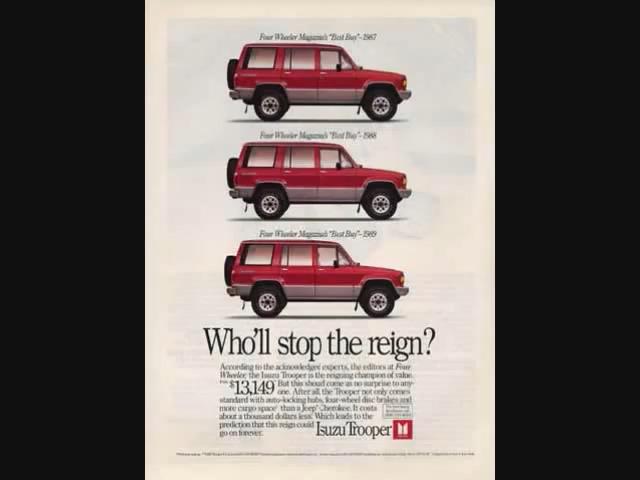 Four Wheeler Magazine's "Best Buy"-1987
Four Wheeler Magazine's "Best Buy"-1988
Four Wheeler Magazine's "Best Buy"-1989
Who'll stop the reign?
According to the acknowledged experts, the editors at Four
Wheeler, the Isuzu Trooper is the reigning champion of value.
For $13,149* But this should come as no surprise to any-
one. After all, the Trooper not only comes
standard with auto-locking hubs, four-wheel disc brakes and
more cargo space than a Jeep Cherokee. It costs
about a thousand dollars less. Which leads to the
prediction that this reign could
go on forever.
Isuzu Trooper